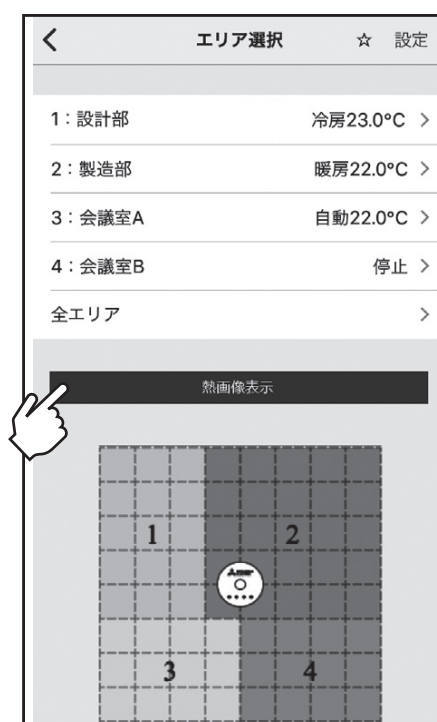 エリア選択 ☆ 設定
1：設計部 冷房23.0°C
2：製造部 暖房22.0°C
3：会議室A 自動22.0°C
4：会議室B 停止
全エリア
熱画像表示
1 2
3 4